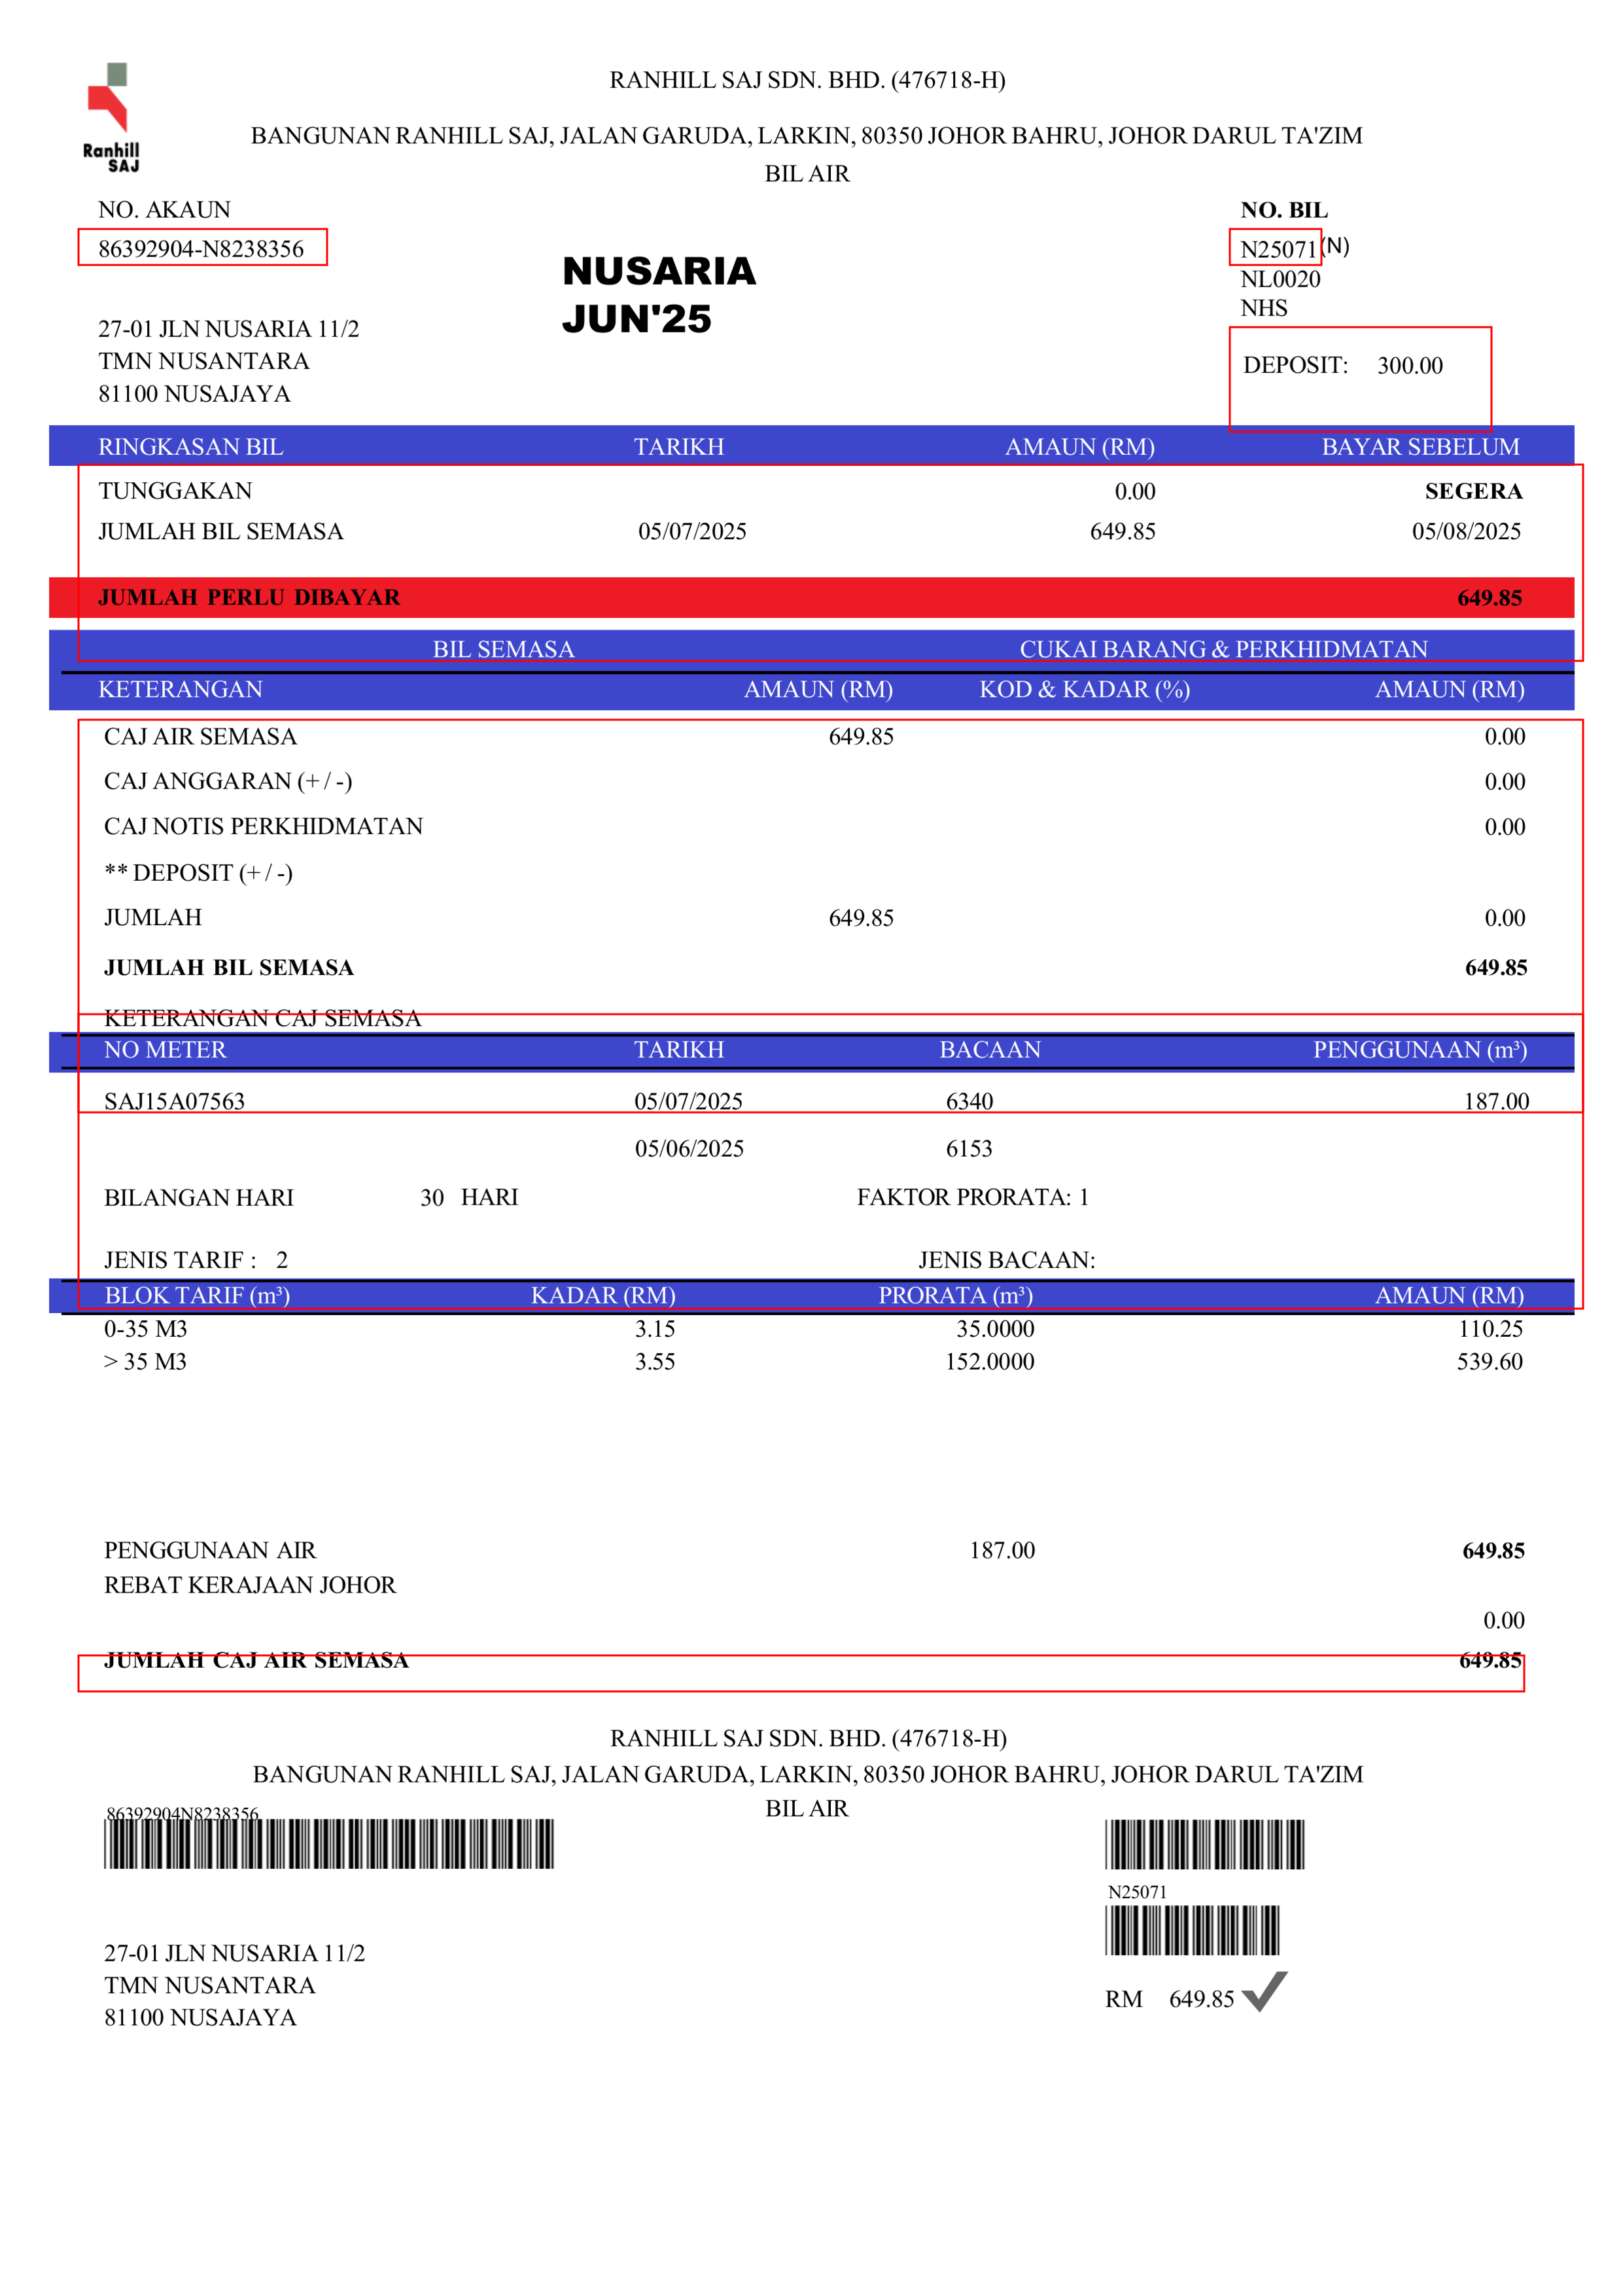 Ranhill
SAJ
RANHILL SAJ SDN. BHD. (476718-H)
BANGUNAN RANHILL SAJ, JALAN GARUDA, LARKIN, 80350 JOHOR BAHRU, JOHOR DARUL TA'ZIM
BIL AIR
NO. AKAUN NO. BIL
86392904-N8238356 N25071 (N)
NUSARIA
JUN'25
NL0020
NHS
27-01 JLN NUSARIA 11/2
TMN NUSANTARA
81100 NUSAJAYA
DEPOSIT: 300.00
RINGKASAN BIL TARIKH AMAUN (RM) BAYAR SEBELUM
TUNGGAKAN 0.00 SEGERA
JUMLAH BIL SEMASA 05/07/2025 649.85 05/08/2025
JUMLAH PERLU DIBAYAR 649.85
BIL SEMASA CUKAI BARANG & PERKHIDMATAN
KETERANGAN AMAUN (RM) KOD & KADAR (%) AMAUN (RM)
CAJ AIR SEMASA 649.85 0.00
CAJ ANGGARAN (+ / -) 0.00
CAJ NOTIS PERKHIDMATAN 0.00
** DEPOSIT (+ / -)
JUMLAH 649.85 0.00
JUMLAH BIL SEMASA 649.85
KETERANGAN CAJ SEMASA
NO METER TARIKH BACAAN PENGGUNAAN (m³)
SAJ15A07563 05/07/2025 6340 187.00
05/06/2025 6153
BILANGAN HARI 30 HARI FAKTOR PRORATA: 1
JENIS TARIF : 2 JENIS BACAAN:
BLOK TARIF (m³) KADAR (RM) PRORATA (m³) AMAUN (RM)
0-35 M3 3.15 35.0000 110.25
> 35 M3 3.55 152.0000 539.60
PENGGUNAAN AIR 187.00 649.85
REBAT KERAJAAN JOHOR
0.00
JUMLAH CAJ AIR SEMASA 649.85
RANHILL SAJ SDN. BHD. (476718-H)
BANGUNAN RANHILL SAJ, JALAN GARUDA, LARKIN, 80350 JOHOR BAHRU, JOHOR DARUL TA'ZIM
BIL AIR
86392904N8238356
N25071
27-01 JLN NUSARIA 11/2
TMN NUSANTARA
81100 NUSAJAYA
RM 649.85